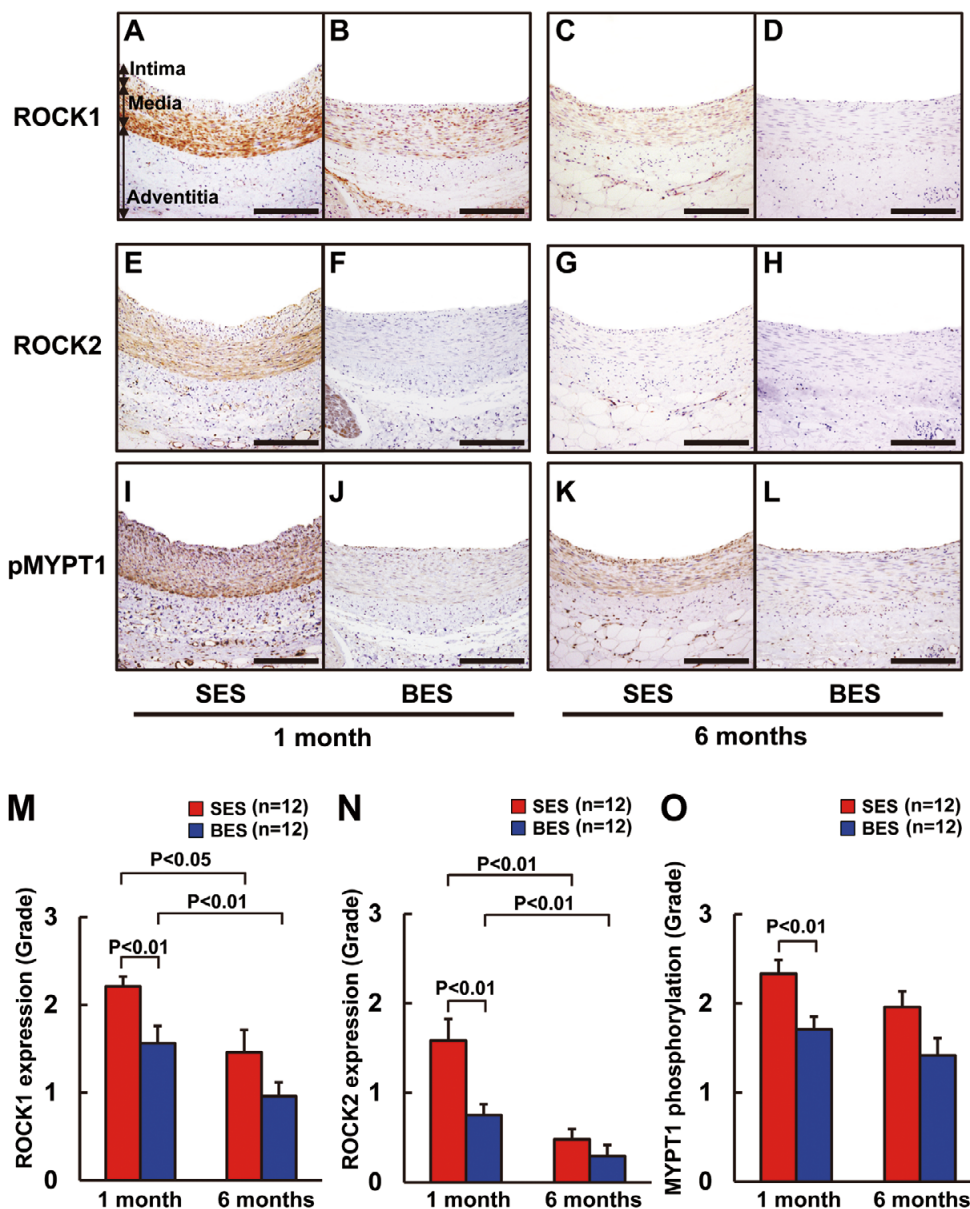 A
B
C
D
Intima
Media
ROCK1
Adventitia
E
F
G
H
ROCK2
I
J
K
L
pMYPT1
SES
BES
SES
BES
1 month
6 months
M
SES (n=12)
BES (n=12)
P<0.05
P<0.01
P<0.01
ROCK1 expression (Grade)
3
2
1
0
1 month
6 months
N
SES (n=12)
BES (n=12)
P<0.01
P<0.01
P<0.01
ROCK2 expression (Grade)
3
2
1
0
1 month
6 months
O
SES (n=12)
BES (n=12)
P<0.01
MYPT1 phosphorylation (Grade)
3
2
1
0
1 month
6 months